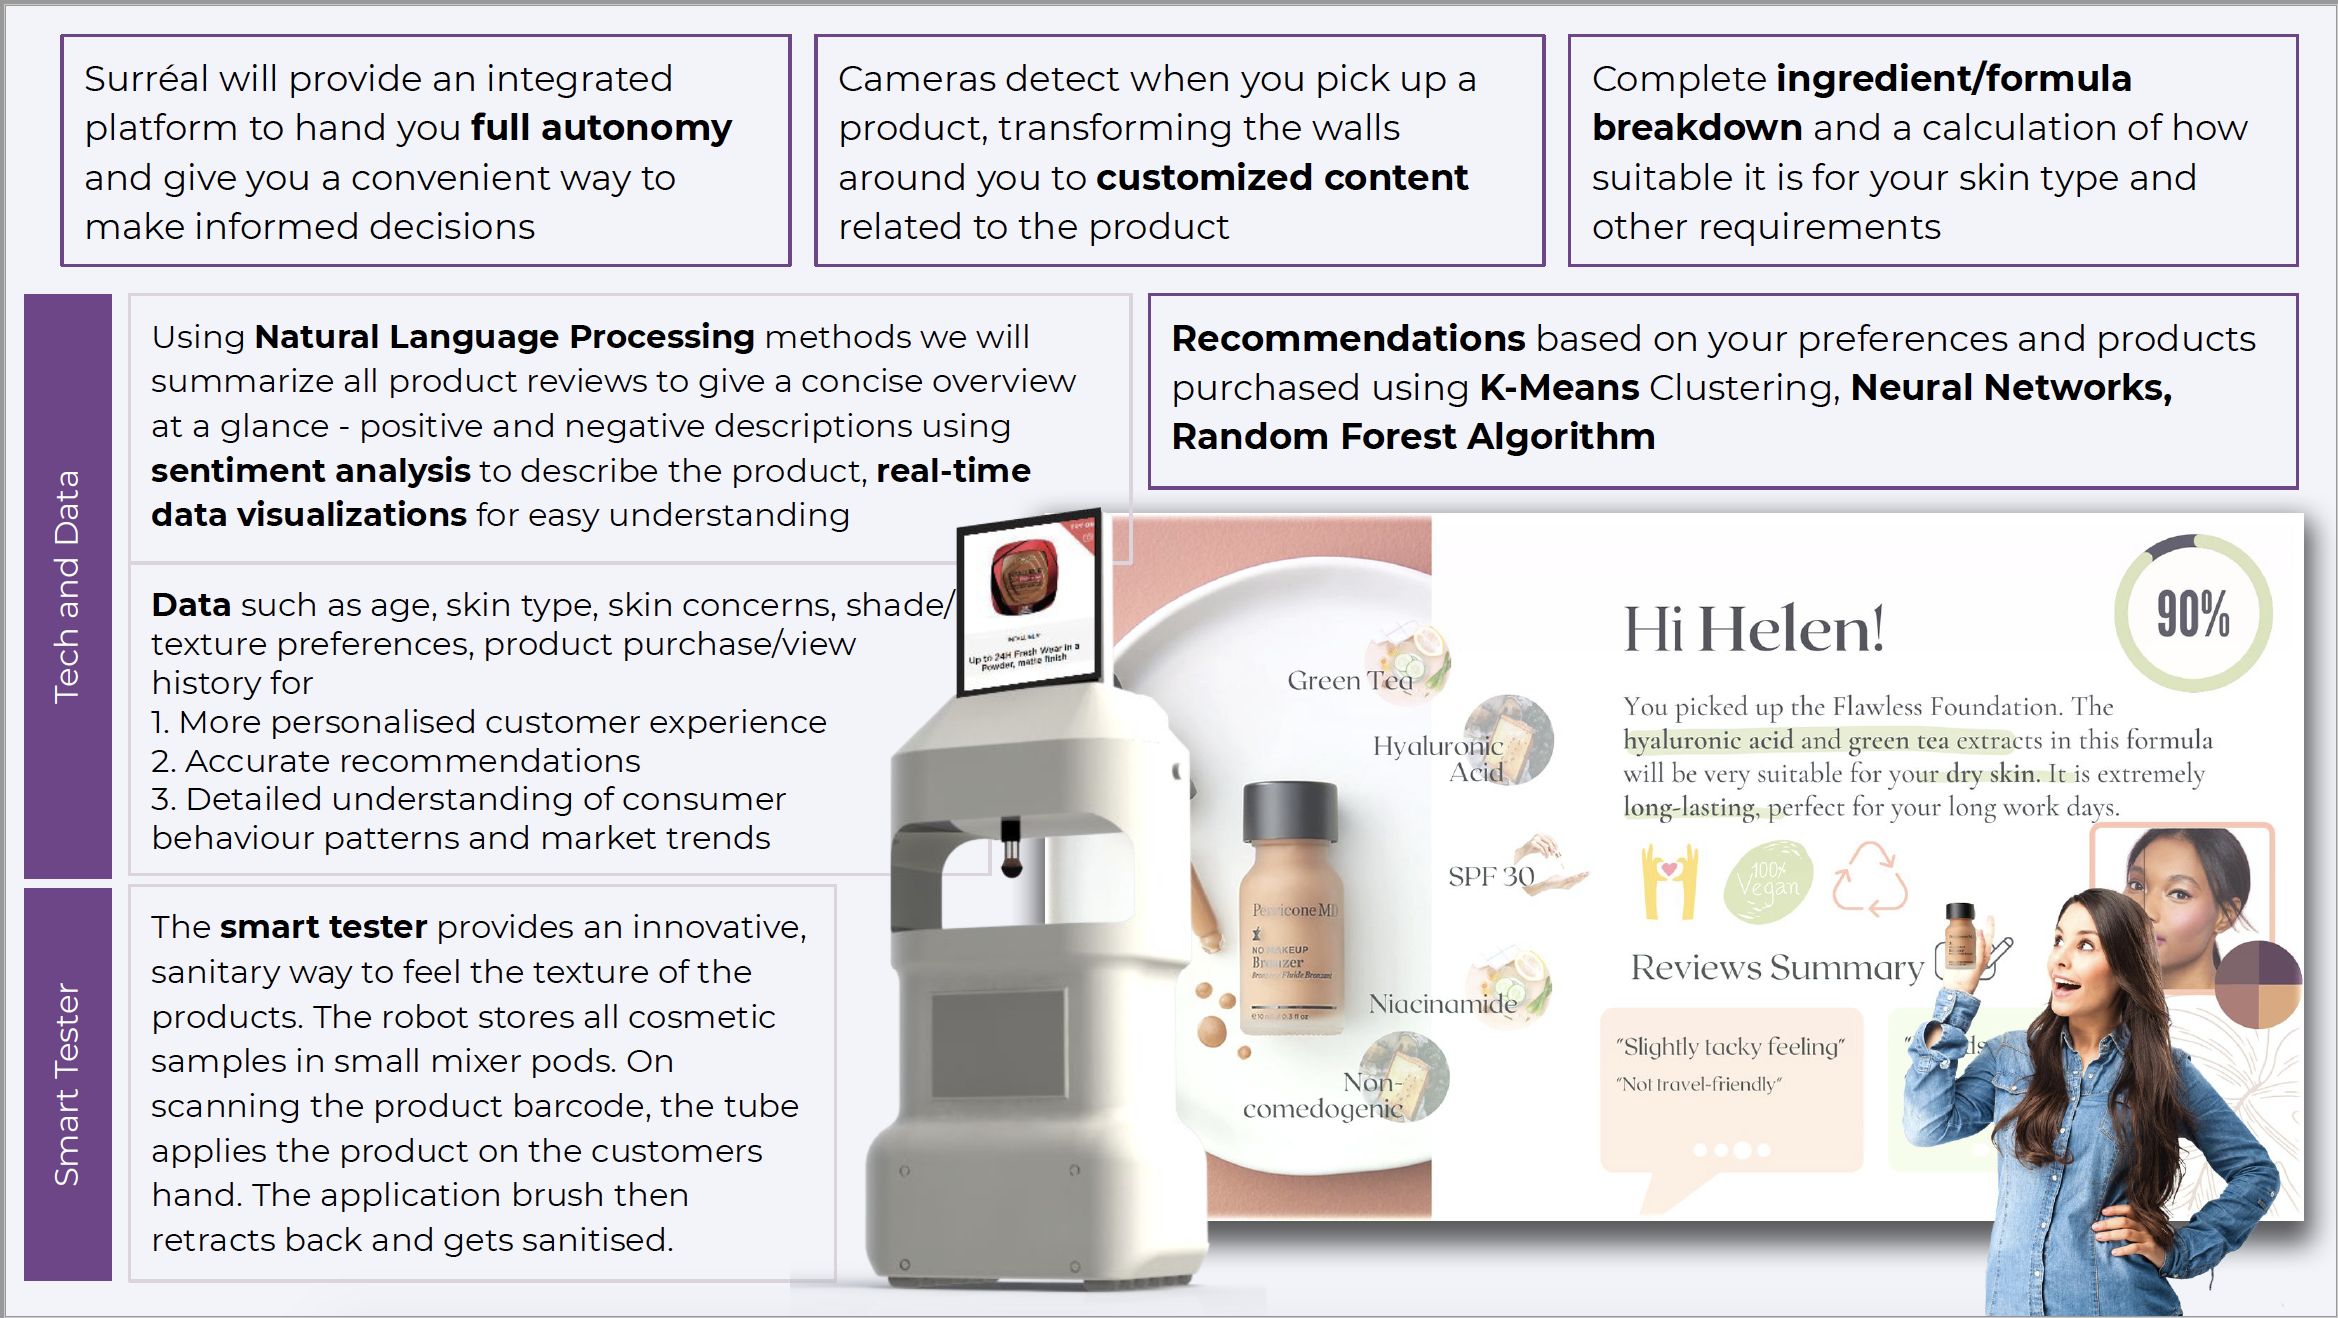 Surréal will provide an integrated
platform to hand you full autonomy
and give you a convenient way to
make informed decisions
Cameras detect when you pick up a
product, transforming the walls
around you to customized content
related to the product
Complete ingredient/formula
breakdown and a calculation of how
suitable it is for your skin type and
other requirements
Tech and Data
Using Natural Language Processing methods we will
summarize all product reviews to give a concise overview
at a glance - positive and negative descriptions using
sentiment analysis to describe the product, real-time
data visualizations for easy understanding
Recommendations based on your preferences and products
purchased using K-Means Clustering, Neural Networks,
Random Forest Algorithm
Data such as age, skin type, skin concerns, shade/
texture preferences, product purchase/view
history for
1. More personalised customer experience
2. Accurate recommendations
3. Detailed understanding of consumer
behaviour patterns and market trends
Smart Tester
The smart tester provides an innovative,
sanitary way to feel the texture of the
products. The robot stores all cosmetic
samples in small mixer pods. On
scanning the product barcode, the tube
applies the product on the customers
hand. The application brush then
retracts back and gets sanitised.
Up to 24H Fresh Wear in a
Powder, matte finish
Green Tea
Hyaluronic
Acid
SPF 30
Niacinamide
Non-
comedogenic
Perricone MD
NO MAKEUP
Bronzer
90%
Hi Helen!
You picked up the Flawless Foundation. The
hyaluronic acid and green tea extracts in this formula
will be very suitable for your dry skin. It is extremely
long-lasting, perfect for your long work days.
100%
Vegan
Reviews Summary
"Slightly tacky feeling"
"Not travel-friendly"